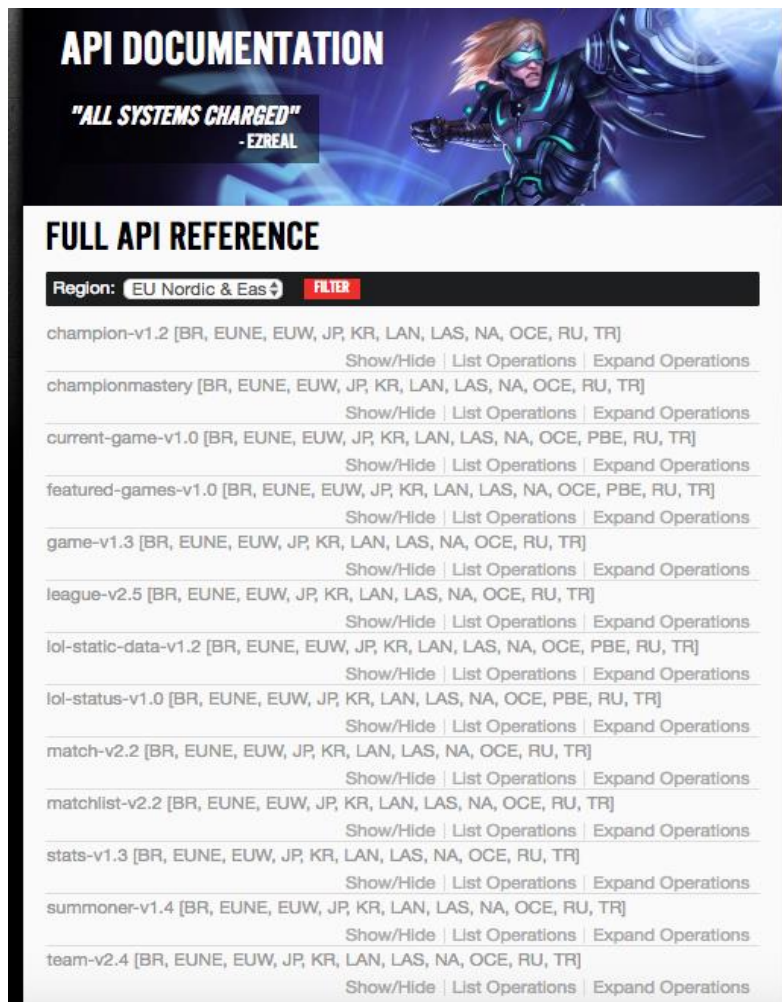 API DOCUMENTATION
"ALL SYSTEMS CHARGED"
- EZREAL
FULL API REFERENCE
Region: EU Nordic & Eas FILTER
champion-v1.2 [BR, EUNE, EUW, JP, KR, LAN, LAS, NA, OCE, RU, TR]
Show/Hide | List Operations | Expand Operations
championmastery [BR, EUNE, EUW, JP, KR, LAN, LAS, NA, OCE, RU, TR]
Show/Hide | List Operations | Expand Operations
current-game-v1.0 [BR, EUNE, EUW, JP, KR, LAN, LAS, NA, OCE, PBE, RU, TR]
Show/Hide | List Operations | Expand Operations
featured-games-v1.0 [BR, EUNE, EUW, JP, KR, LAN, LAS, NA, OCE, PBE, RU, TR]
Show/Hide | List Operations | Expand Operations
game-v1.3 [BR, EUNE, EUW, JP, KR, LAN, LAS, NA, OCE, RU, TR]
Show/Hide | List Operations | Expand Operations
league-v2.5 [BR, EUNE, EUW, JP, KR, LAN, LAS, NA, OCE, RU, TR]
Show/Hide | List Operations | Expand Operations
lol-static-data-v1.2 [BR, EUNE, EUW, JP, KR, LAN, LAS, NA, OCE, PBE, RU, TR]
Show/Hide | List Operations | Expand Operations
lol-status-v1.0 [BR, EUNE, EUW, JP, KR, LAN, LAS, NA, OCE, PBE, RU, TR]
Show/Hide | List Operations | Expand Operations
match-v2.2 [BR, EUNE, EUW, JP, KR, LAN, LAS, NA, OCE, RU, TR]
Show/Hide | List Operations | Expand Operations
matchlist-v2.2 [BR, EUNE, EUW, JP, KR, LAN, LAS, NA, OCE, RU, TR]
Show/Hide | List Operations | Expand Operations
stats-v1.3 [BR, EUNE, EUW, JP, KR, LAN, LAS, NA, OCE, RU, TR]
Show/Hide | List Operations | Expand Operations
summoner-v1.4 [BR, EUNE, EUW, JP, KR, LAN, LAS, NA, OCE, RU, TR]
Show/Hide | List Operations | Expand Operations
team-v2.4 [BR, EUNE, EUW, JP, KR, LAN, LAS, NA, OCE, RU, TR]
Show/Hide | List Operations | Expand Operations